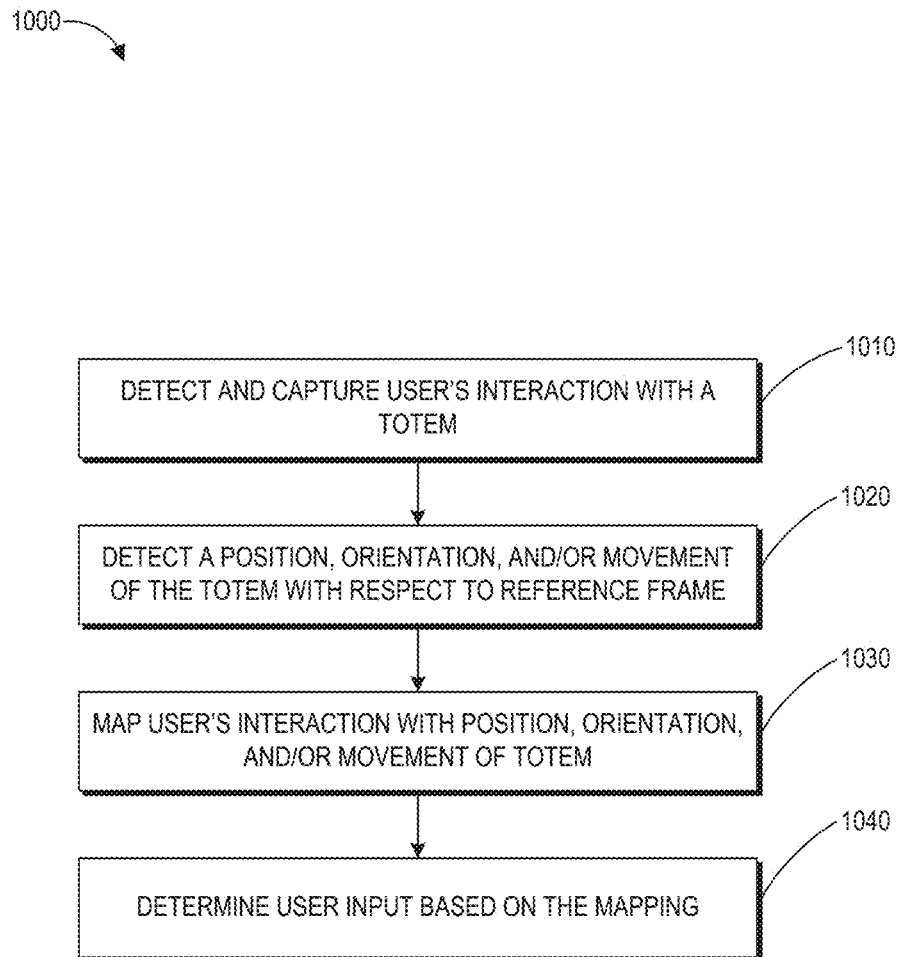 1000
1010
DETECT AND CAPTURE USER'S INTERACTION WITH A
TOTEM
1020
DETECT A POSITION, ORIENTATION, AND/OR MOVEMENT
OF THE TOTEM WITH RESPECT TO REFERENCE FRAME
1030
MAP USER'S INTERACTION WITH POSITION, ORIENTATION,
AND/OR MOVEMENT OF TOTEM
1040
DETERMINE USER INPUT BASED ON THE MAPPING